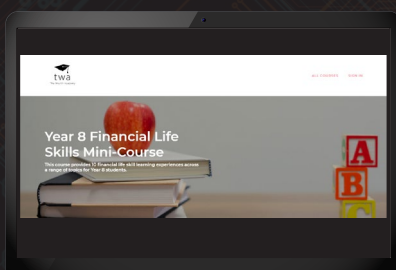 twa
ALL COURSES SIGN IN
Year 8 Financial Life
Skills Mini-Course
This course provides 10 financial life skill learning experiences across
a range of topics for Year 8 students.
A
B